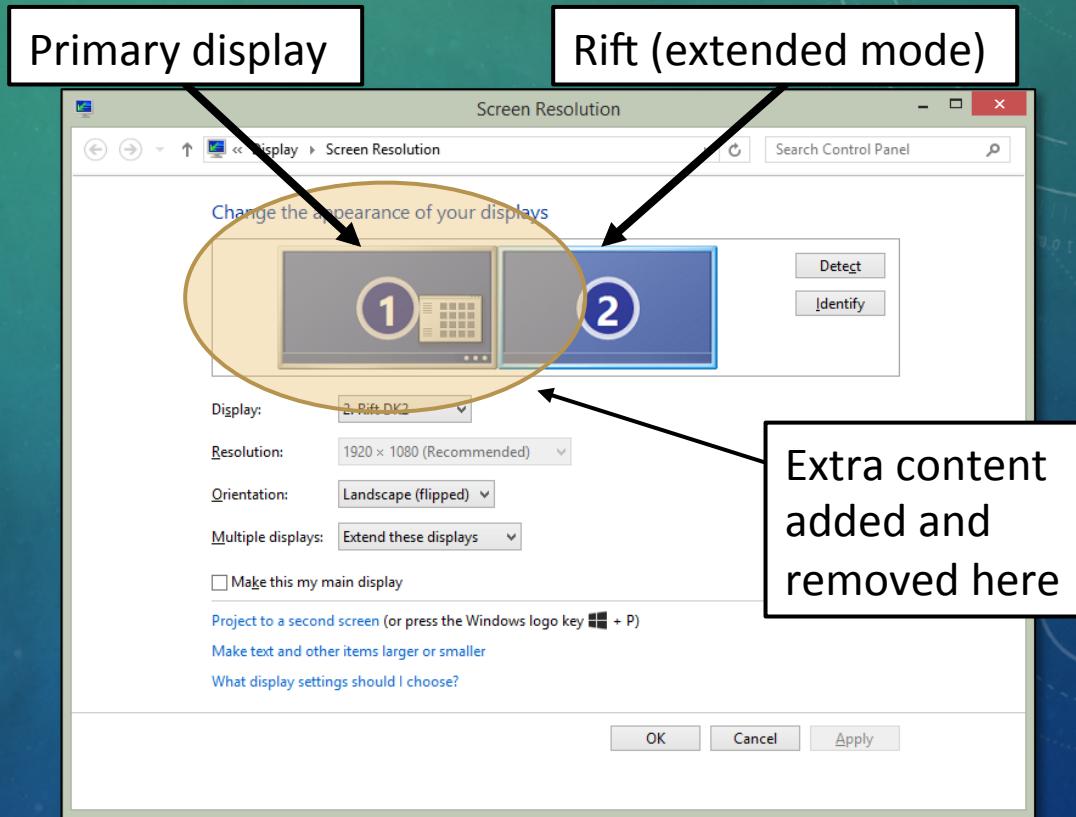 Primary display
Rift (extended mode)
Screen Resolution
« Display ▸ Screen Resolution
Search Control Panel
Change the appearance of your displays
1
2
Detect
Identify
Display: 2. Rift DK2
Resolution: 1920 × 1080 (Recommended)
Orientation: Landscape (flipped)
Multiple displays: Extend these displays
Make this my main display
Extra content
added and
removed here
Project to a second screen (or press the Windows logo key + P)
Make text and other items larger or smaller
What display settings should I choose?
OK Cancel Apply